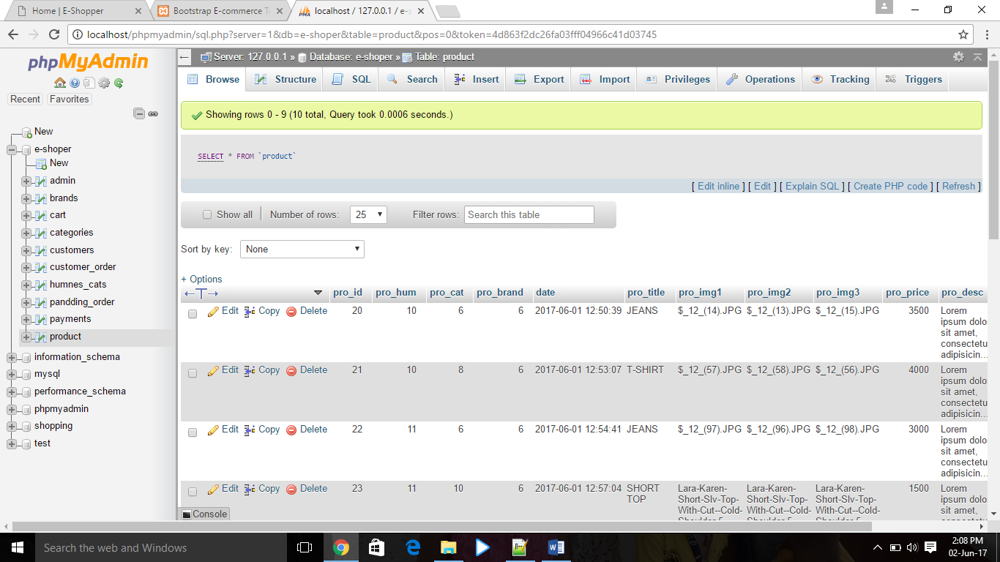 Home | E-Shopper
Bootstrap E-commerce Te
localhost / 127.0.0.1 / e-s
localhost/phpmyadmin/sql.php?server=1&db=e-shoper&table=product&pos=0&token=4d863f2dc26fa03fff04966c41d03745
phpMyAdmin
Recent Favorites
New
e-shoper
New
admin
brands
cart
categories
customers
customer_order
humnes_cats
pandding_order
payments
product
information_schema
mysql
performance_schema
phpmyadmin
shopping
test
Server: 127.0.0.1 » Database: e-shoper » Table: product
Browse Structure SQL Search Insert Export Import Privileges Operations Tracking Triggers
Showing rows 0 - 9 (10 total, Query took 0.0006 seconds.)
SELECT * FROM `product`
[ Edit inline ] [ Edit ] [ Explain SQL ] [ Create PHP code ] [ Refresh ]
Show all | Number of rows: 25 Filter rows: Search this table
Sort by key: None
+ Options
←T→ pro_id pro_hum pro_cat pro_brand date pro_title pro_img1 pro_img2 pro_img3 pro_price pro_desc
Edit Copy Delete 20 10 6 6 2017-06-01 12:50:39 JEANS $_12_(14).JPG $_12_(13).JPG $_12_(15).JPG 3500 Lorem
ipsum dolo
sit amet,
consectetu
adipisicin...
Edit Copy Delete 21 10 8 6 2017-06-01 12:53:07 T-SHIRT $_12_(57).JPG $_12_(58).JPG $_12_(56).JPG 4000 Lorem
ipsum dolo
sit amet,
consectetu
adipisicin...
Edit Copy Delete 22 11 6 6 2017-06-01 12:54:41 JEANS $_12_(97).JPG $_12_(96).JPG $_12_(98).JPG 3000 Lorem
ipsum dolo
sit amet,
consectetu
adipisicin...
Edit Copy Delete 23 11 10 6 2017-06-01 12:57:04 SHORT Lara-Karen- Lara-Karen- Lara-Karen- 1500 Lorem
TOP Short-Slv-Top- Short-Slv-Top- Short-Slv-Top- ipsum dolo
With-Cut--Cold- With-Cut--Cold- With-Cut--Cold- sit amet,
Shoulder-5 Shoulder-5 Shoulder-5 consectetu
Console
Search the web and Windows
2:08 PM
02-Jun-17